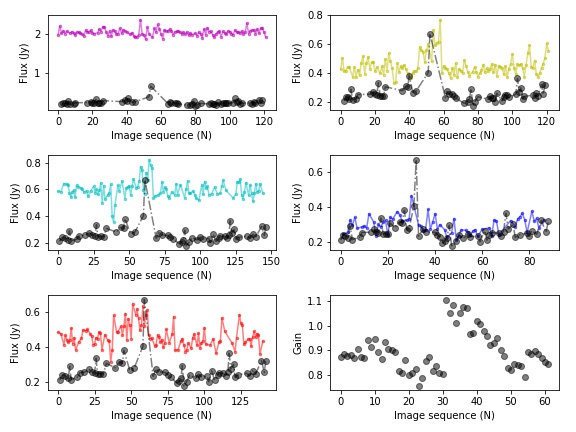 Flux (Jy)
2
1
0 20 40 60 80 100 120
Image sequence (N)
Flux (Jy)
0.8
0.6
0.4
0.2
0 20 40 60 80 100 120
Image sequence (N)
Flux (Jy)
0.8
0.6
0.4
0.2
0 25 50 75 100 125 150
Image sequence (N)
Flux (Jy)
0.6
0.4
0.2
0 20 40 60 80
Image sequence (N)
Flux (Jy)
0.6
0.4
0.2
0 25 50 75 100 125
Image sequence (N)
Gain
1.1
1.0
0.9
0.8
0 10 20 30 40 50 60
Image sequence (N)